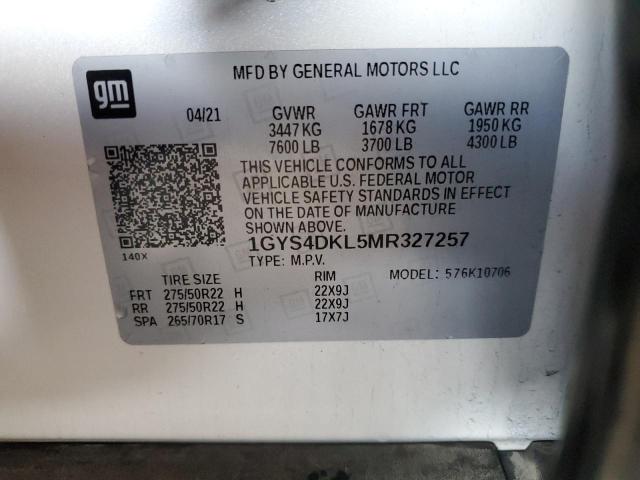 gm
MFD BY GENERAL MOTORS LLC
04/21 GVWR GAWR FRT GAWR RR
3447 KG 1678 KG 1950 KG
7600 LB 3700 LB 4300 LB
THIS VEHICLE CONFORMS TO ALL
APPLICABLE U.S. FEDERAL MOTOR
VEHICLE SAFETY STANDARDS IN EFFECT
ON THE DATE OF MANUFACTURE
SHOWN ABOVE.
1GYS4DKL5MR327257
140X
TYPE: M.P.V. MODEL: 576K10706
TIRE SIZE RIM
FRT 275/50R22 H 22X9J
RR 275/50R22 H 22X9J
SPA 265/70R17 S 17X7J